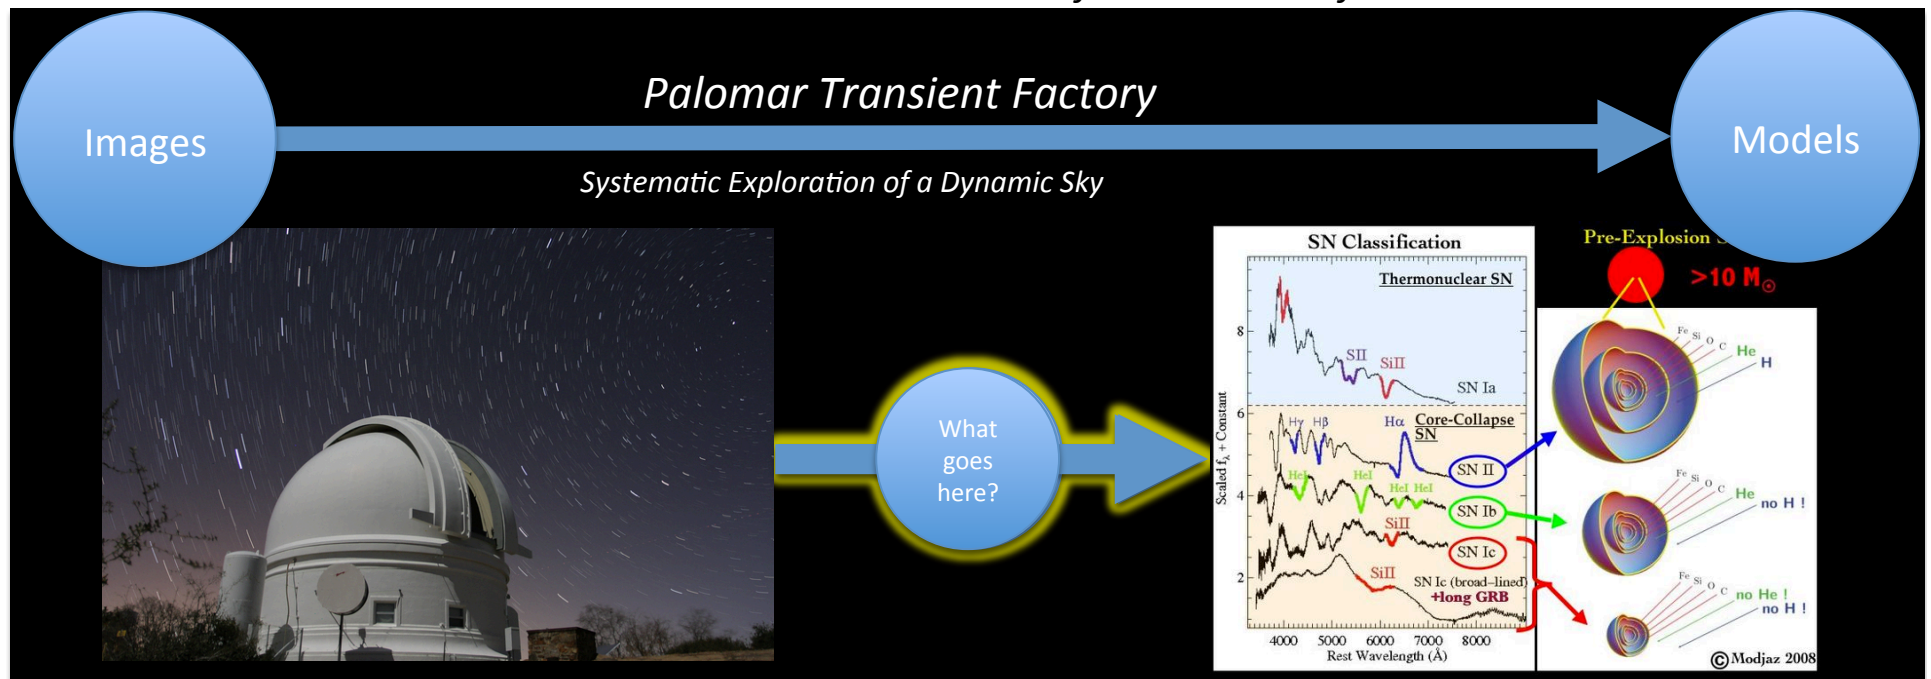 Palomar Transient Factory
Images
Models
Systematic Exploration of a Dynamic Sky
What
goes
here?
SN Classification
Thermonuclear SN
8
SII
SiII
SN Ia
6
Hγ
Hβ
Hα
Core-Collapse
SN
SN II
HeI
HeI
HeI
HeI
4
SN Ib
SiII
SN Ic
2
SiII
SN Ic (broad-lined)
+long GRB
4000
5000
6000
7000
8000
Scaled fλ + Constant
Rest Wavelength (Å)
Pre-Explosion
>10 M☉
Fe
Si
O
C
He
H
Fe
Si
O
C
He
no H !
Fe
Si
O
C
no He !
no H !
© Modjaz 2008